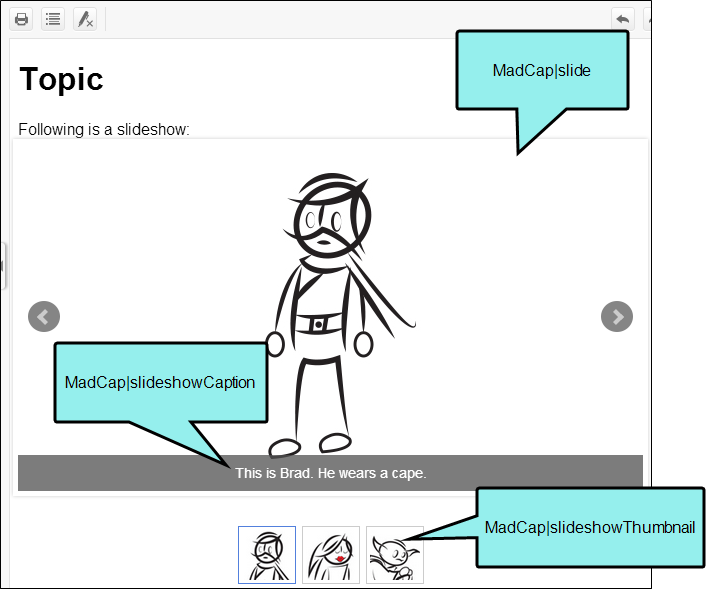 MadCap|slide
Topic
Following is a slideshow:
MadCap|slideshowCaption
This is Brad. He wears a cape.
MadCap|slideshowThumbnail